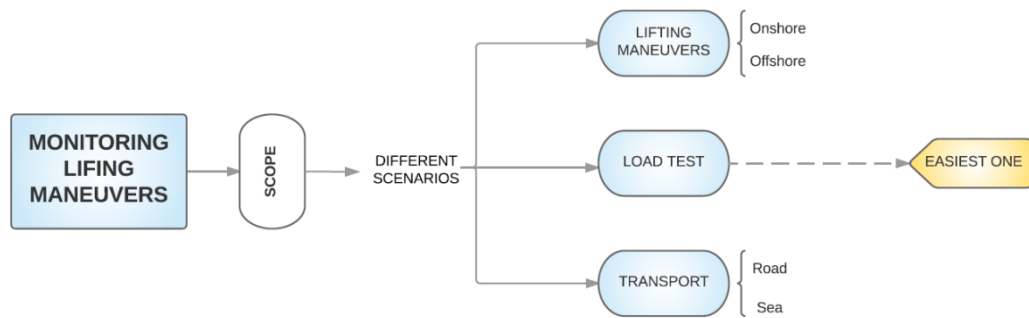 MONITORING
LIFING
MANEUVERS
SCOPE
DIFFERENT
SCENARIOS
LIFTING
MANEUVERS
Onshore
Offshore
LOAD TEST
EASIEST ONE
TRANSPORT
Road
Sea